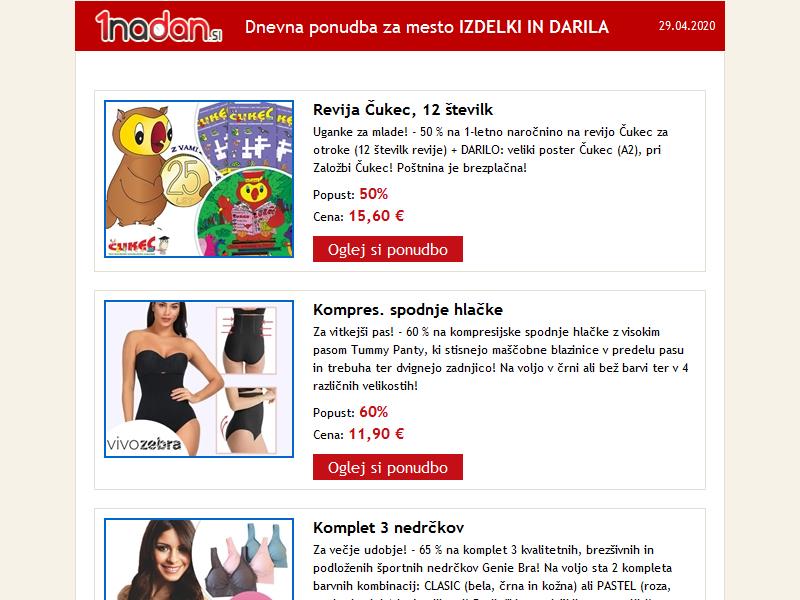 1nadan.si
Dnevna ponudba za mesto IZDELKI IN DARILA
29.04.2020
Z VAMI
25
LET
ČUKEC
ČUKEC
Revija Čukec, 12 številk
Uganke za mlade! - 50 % na 1-letno naročnino na revijo Čukec za
otroke (12 številk revije) + DARILO: veliki poster Čukec (A2), pri
Založbi Čukec! Poštnina je brezplačna!
Popust: 50%
Cena: 15,60 €
Oglej si ponudbo
vivozebra
Kompres. spodnje hlačke
Za vitkejši pas! - 60 % na kompresijske spodnje hlačke z visokim
pasom Tummy Panty, ki stisnejo maščobne blazinice v predelu pasu
in trebuha ter dvignejo zadnjico! Na voljo v črni ali bež barvi ter v 4
različnih velikostih!
Popust: 60%
Cena: 11,90 €
Oglej si ponudbo
Komplet 3 nedrčkov
Za večje udobje! - 65 % na komplet 3 kvalitetnih, brezšivnih in
podloženih športnih nedrčkov Genie Bra! Na voljo sta 2 kompleta
barvnih kombinacij: CLASIC (bela, črna in kožna) ali PASTEL (roza,